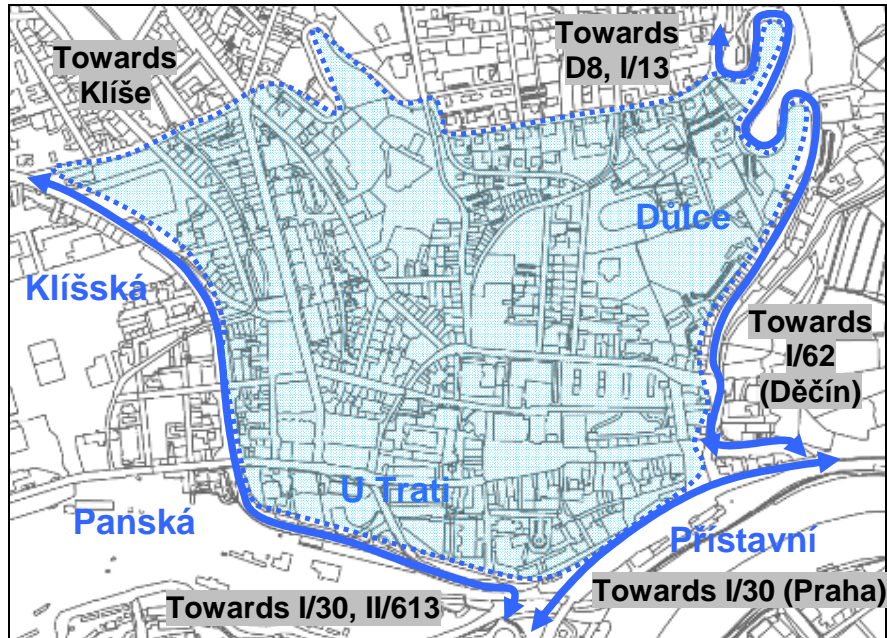 Towards
Klíše
Towards
D8, I/13
Důlce
Klíšská
Towards
I/62
(Děčín)
U Trati
Panská
Přístavní
Towards I/30 (Praha)
Towards I/30, II/613